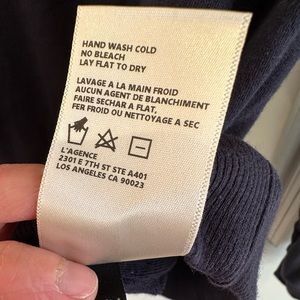 HAND WASH COLD
NO BLEACH
LAY FLAT TO DRY
LAVAGE A LA MAIN FROID
AUCUN AGENT DE BLANCHIMENT
FAIRE SECHAR A FLAT.
FER FROID OU NETTOYAGE A SEC
L'AGENCE
2301 E 7TH ST STE A401
LOS ANGELES CA 90023